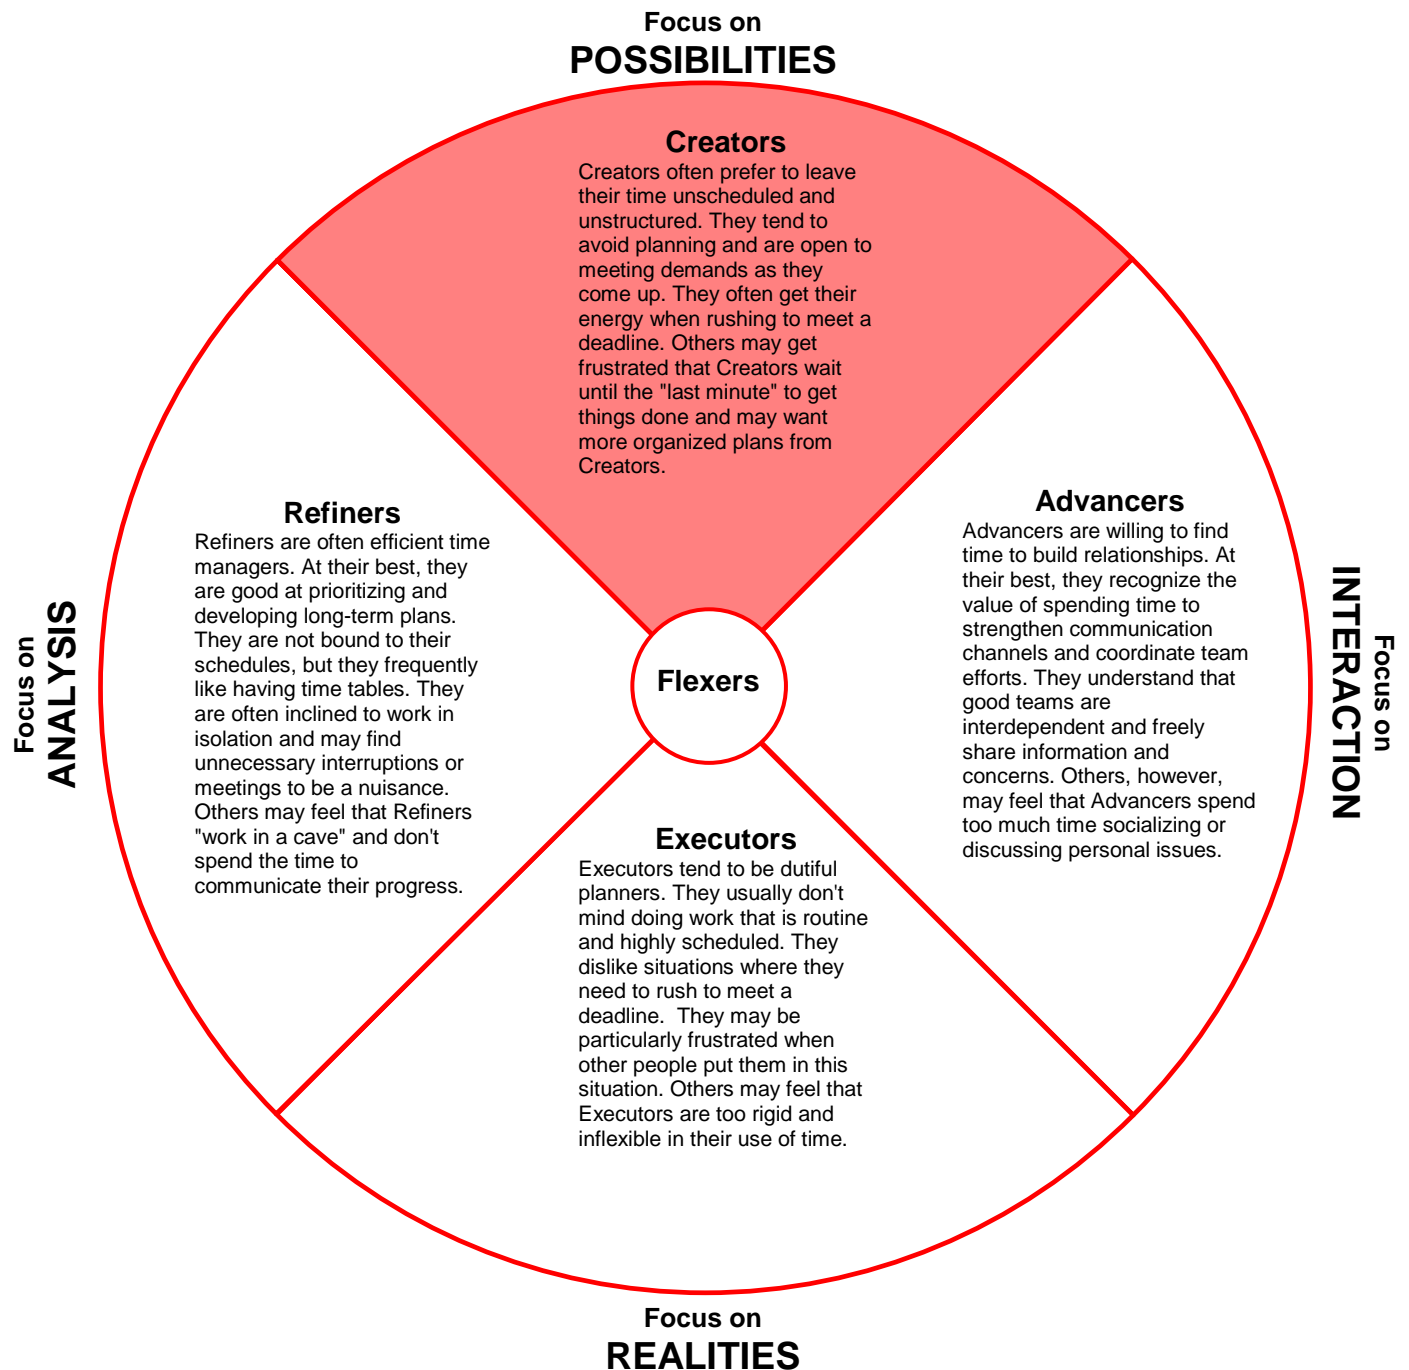 Focus on
POSSIBILITIES
Creators
Creators often prefer to leave
their time unscheduled and
unstructured. They tend to
avoid planning and are open to
meeting demands as they
come up. They often get their
energy when rushing to meet a
deadline. Others may get
frustrated that Creators wait
until the "last minute" to get
things done and may want
more organized plans from
Creators.
Focus on
ANALYSIS
Refiners
Refiners are often efficient time
managers. At their best, they
are good at prioritizing and
developing long-term plans.
They are not bound to their
schedules, but they frequently
like having time tables. They
are often inclined to work in
isolation and may find
unnecessary interruptions or
meetings to be a nuisance.
Others may feel that Refiners
"work in a cave" and don't
spend the time to
communicate their progress.
Flexers
Advancers
Advancers are willing to find
time to build relationships. At
their best, they recognize the
value of spending time to
strengthen communication
channels and coordinate team
efforts. They understand that
good teams are
interdependent and freely
share information and
concerns. Others, however,
may feel that Advancers spend
too much time socializing or
discussing personal issues.
Focus on
INTERACTION
Executors
Executors tend to be dutiful
planners. They usually don't
mind doing work that is routine
and highly scheduled. They
dislike situations where they
need to rush to meet a
deadline.  They may be
particularly frustrated when
other people put them in this
situation. Others may feel that
Executors are too rigid and
inflexible in their use of time.
Focus on
REALITIES